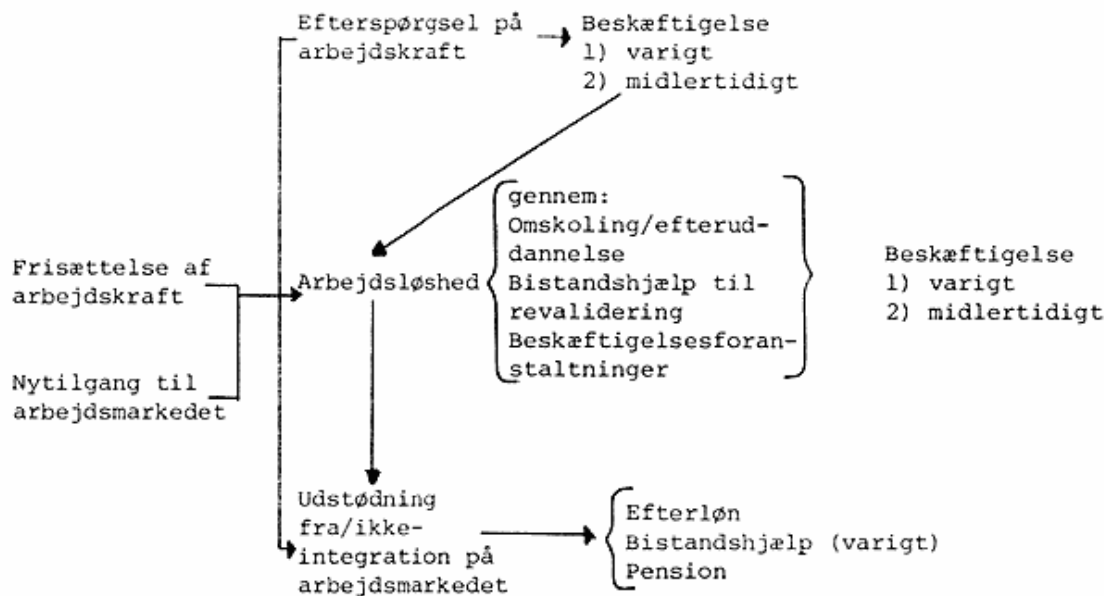 Efterspørgsel på
arbejdskraft
Beskæftigelse
1) varigt
2) midlertidigt
Frisættelse af
arbejdskraft
Nytilgang til
arbejdsmarkedet
Arbejdsløshed
gennem:
Omskoling/efterud-
dannelse
Bistandshjælp til
revalidering
Beskæftigelsesforan-
staltninger
Beskæftigelse
1) varigt
2) midlertidigt
Udstødning
fra/ikke-
integration på
arbejdsmarkedet
Efterløn
Bistandshjælp (varigt)
Pension